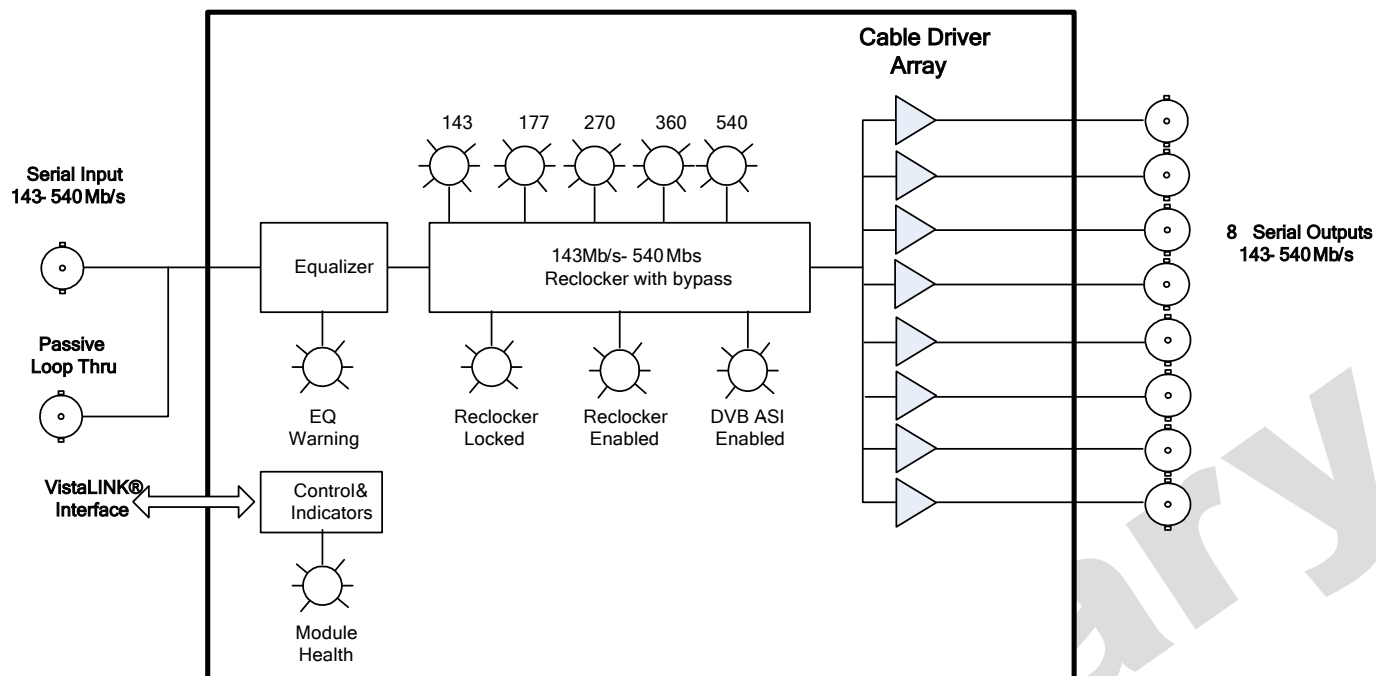 Cable Driver
Array
143 177 270 360 540
Serial Input
143- 540 Mb/s
8 Serial Outputs
143- 540 Mb/s
Equalizer
143Mb/s- 540 Mbs
Reclocker with bypass
Passive
Loop Thru
EQ
Warning
Reclocker
Locked
Reclocker
Enabled
DVB ASI
Enabled
VistaLINK®
Interface
Control&
Indicators
Module
Health
ary